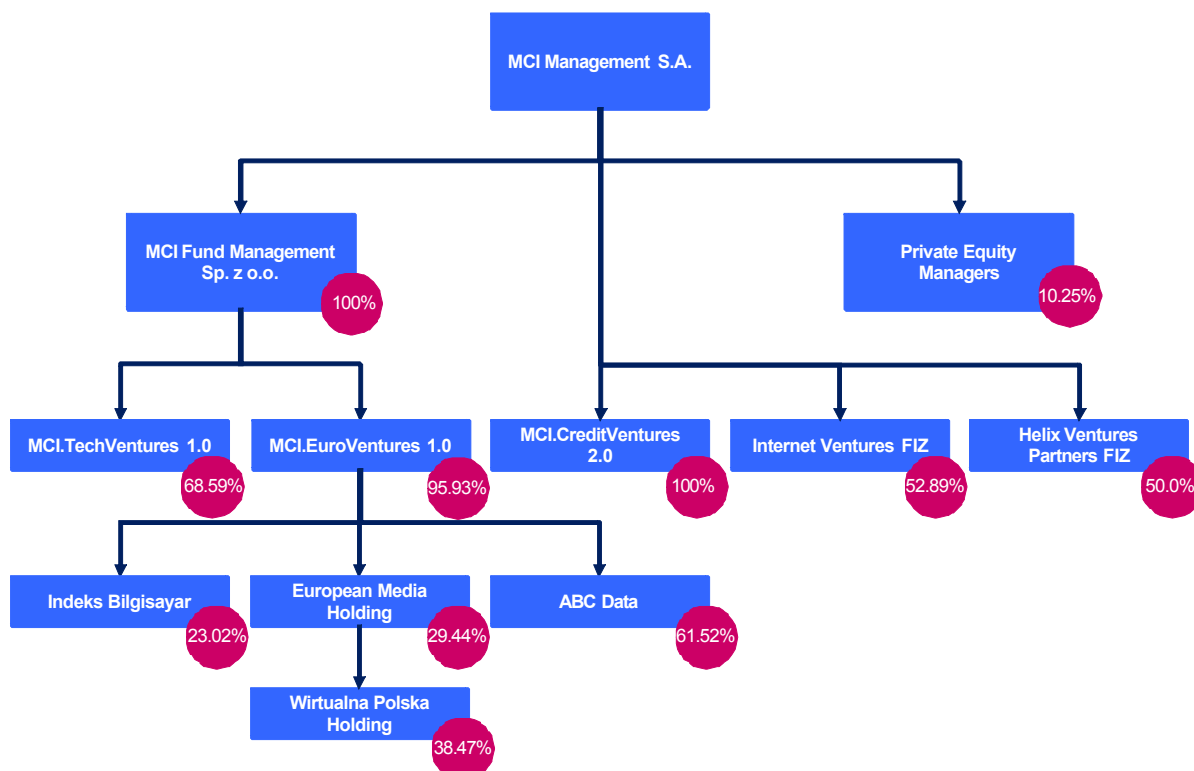 MCI Management S.A.
MCI Fund Management
Sp. z o.o.
100%
Private Equity
Managers
10.25%
MCI.TechVentures 1.0
68.59%
MCI.EuroVentures 1.0
95.93%
MCI.CreditVentures
2.0
100%
Internet Ventures FIZ
52.89%
Helix Ventures
Partners FIZ
50.0%
Indeks Bilgisayar
23.02%
European Media
Holding
29.44%
ABC Data
61.52%
Wirtualna Polska
Holding
38.47%